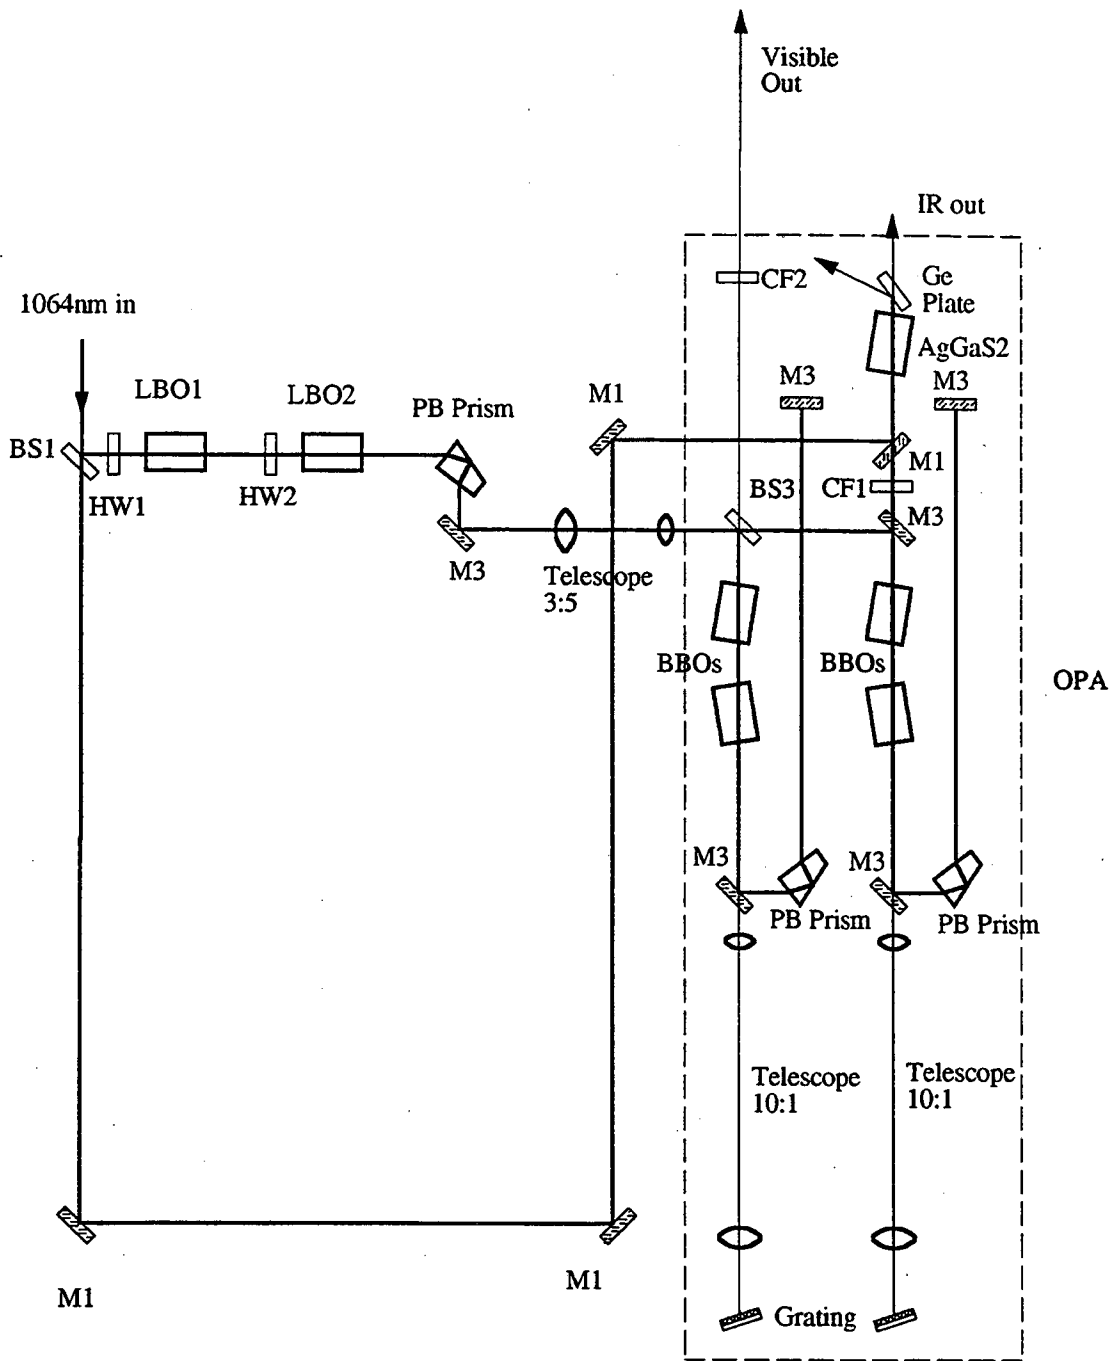 Visible
Out
IR out
CF2
Ge
Plate
1064nm in
AgGaS2
LBO1
LBO2
PB Prism
M1
M3
M3
BS1
HW1
HW2
BS3
CF1
M1
M3
M3
Telescope
3:5
BBOs
BBOs
OPA
M3
M3
PB Prism
PB Prism
Telescope
10:1
Telescope
10:1
M1
M1
Grating